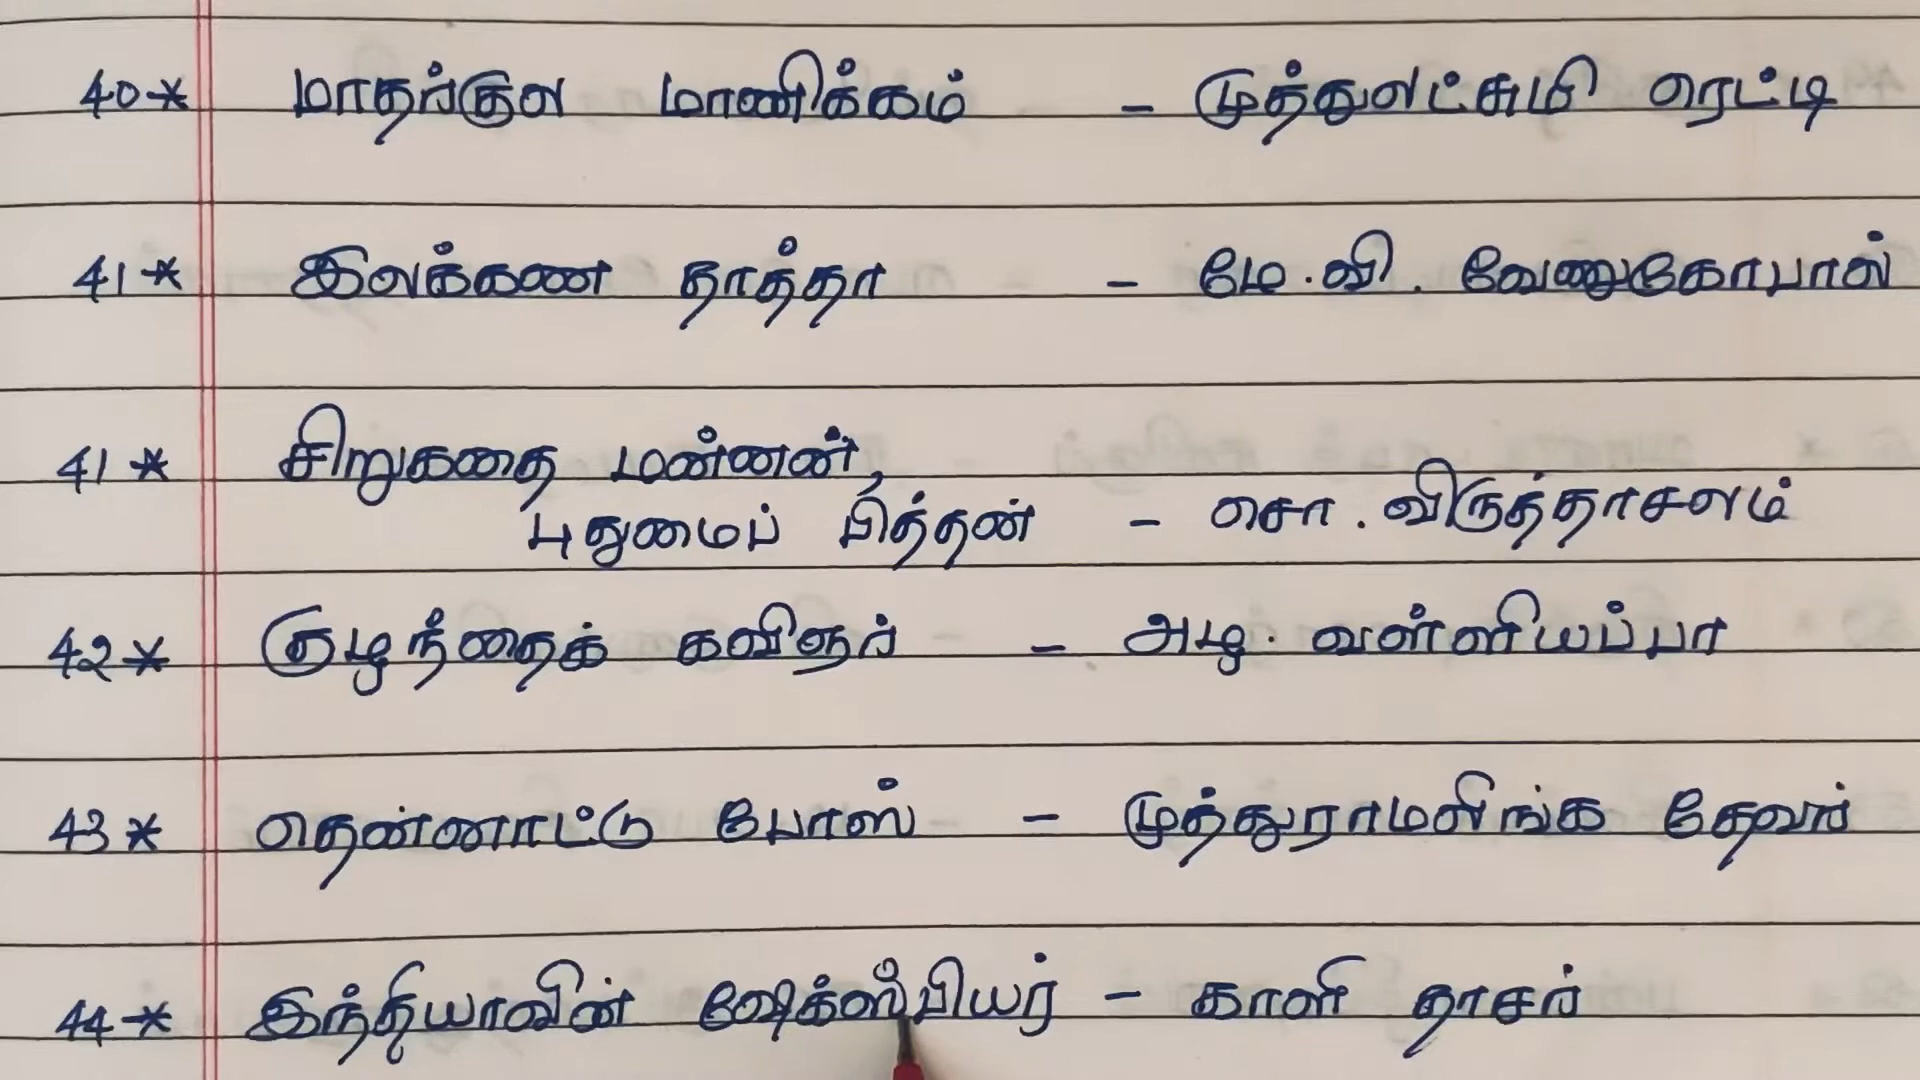 40* மாதர்குல மாணிக்கம் - முத்துலட்சுமி ரெட்டி
41* இலக்கண தாத்தா - மே.வி. வேணுகோபால்
41* சிறுகதை மன்னன்,
புதுமைப் பித்தன் - சொ. விருத்தாசலம்
42* குழந்தைக் கவிஞர் - அழ. வள்ளியப்பா
43* தென்னாட்டு போஸ் - முத்துராமலிங்க தேவர்
44* இந்தியாவின் ஷேக்ஸ்பியர் - காளி தாசர்